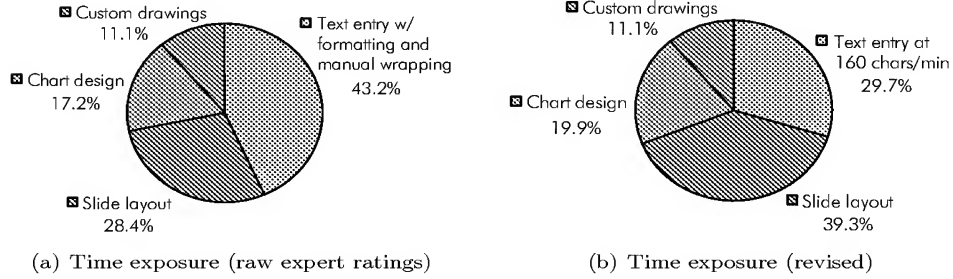 Custom drawings
11.1%
Text entry w/
formatting and
manual wrapping
43.2%
Chart design
17.2%
Slide layout
28.4%
(a) Time exposure (raw expert ratings)
Custom drawings
11.1%
Text entry at
160 chars/min
29.7%
Chart design
19.9%
Slide layout
39.3%
(b) Time exposure (revised)